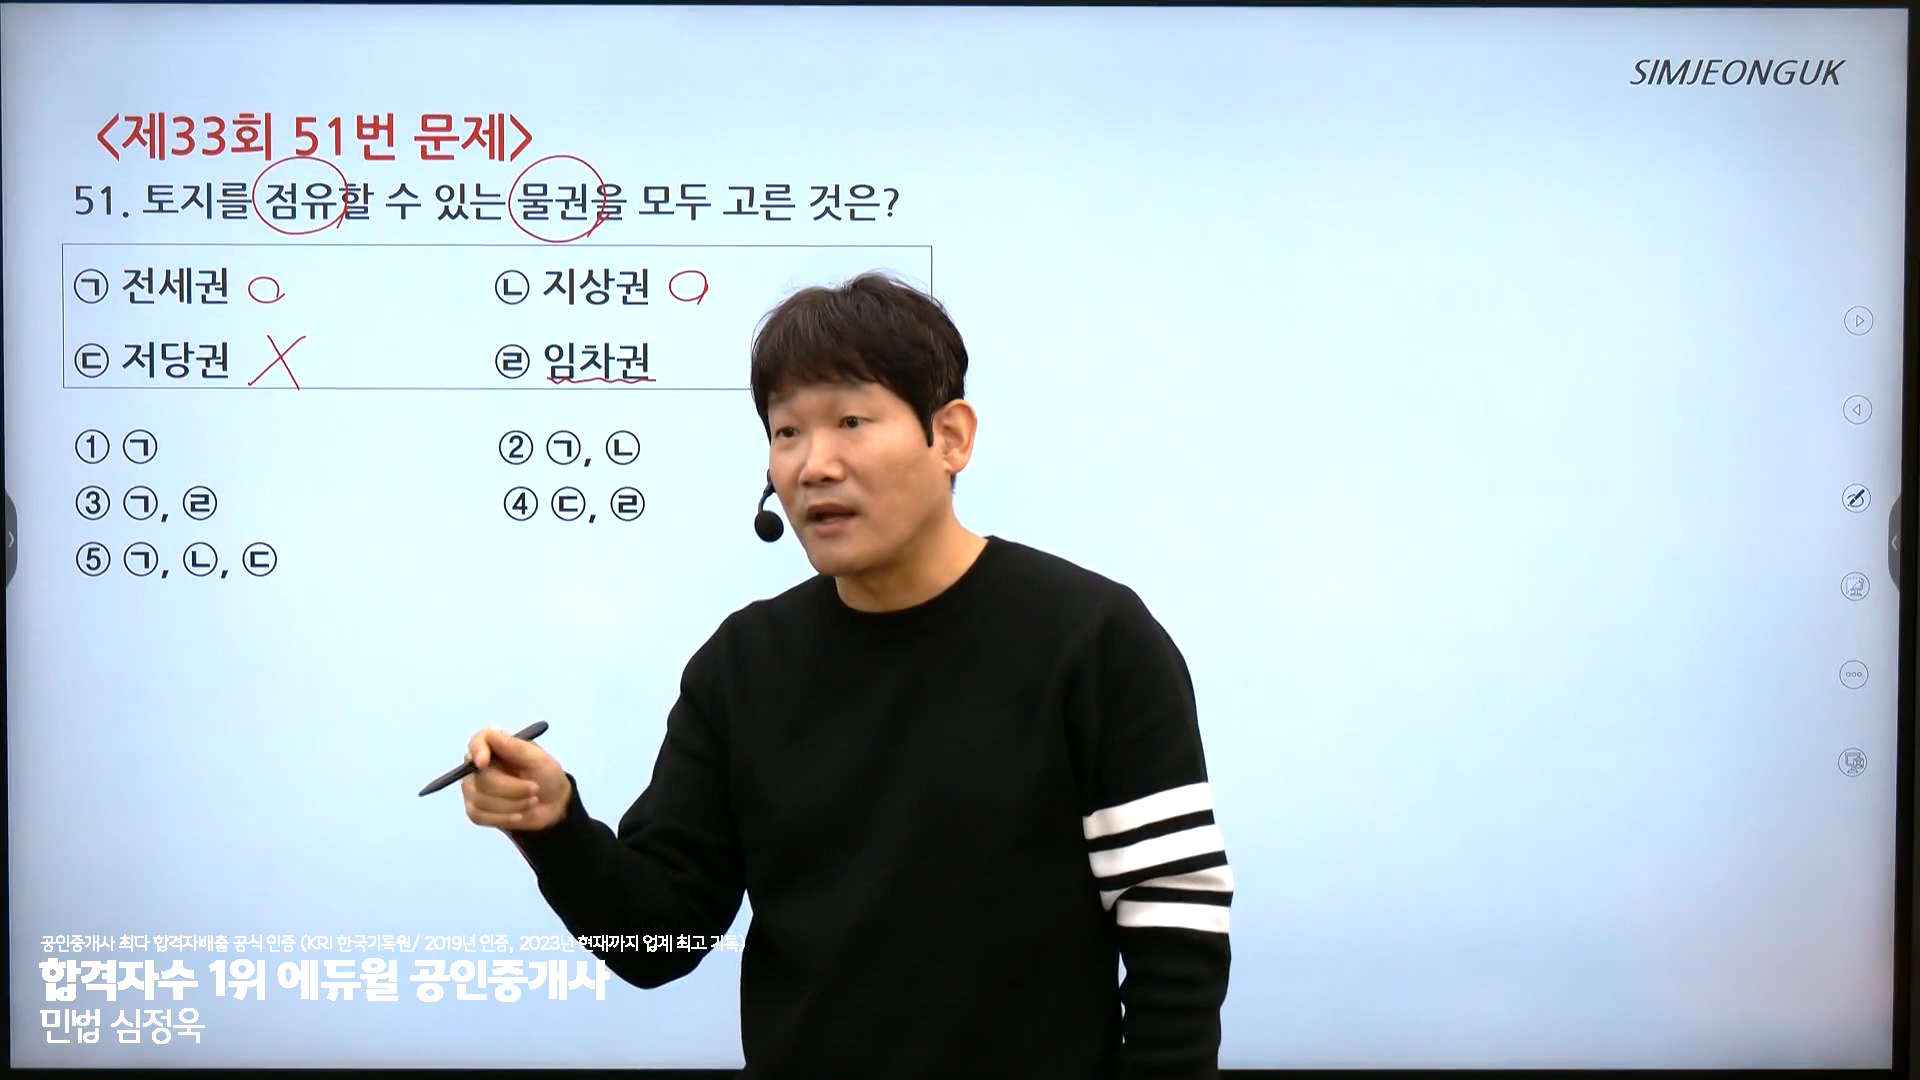 SIMJEONGUK
<제33회 51번 문제>
51. 토지를 점유할 수 있는 물권을 모두 고른 것은?
㉠ 전세권 ㉡ 지상권
㉢ 저당권 ㉣ 임차권
① ㉠ ② ㉠, ㉡
③ ㉠, ㉣ ④ ㉢, ㉣
⑤ ㉠, ㉡, ㉢
공인중개사 최다 합격자배출 공식 인증 (KRI 한국기록원/ 2019년 인증, 2023년 현재까지 업계 최고 기록)
합격자수 1위 에듀윌 공인중개사
민법 심정욱